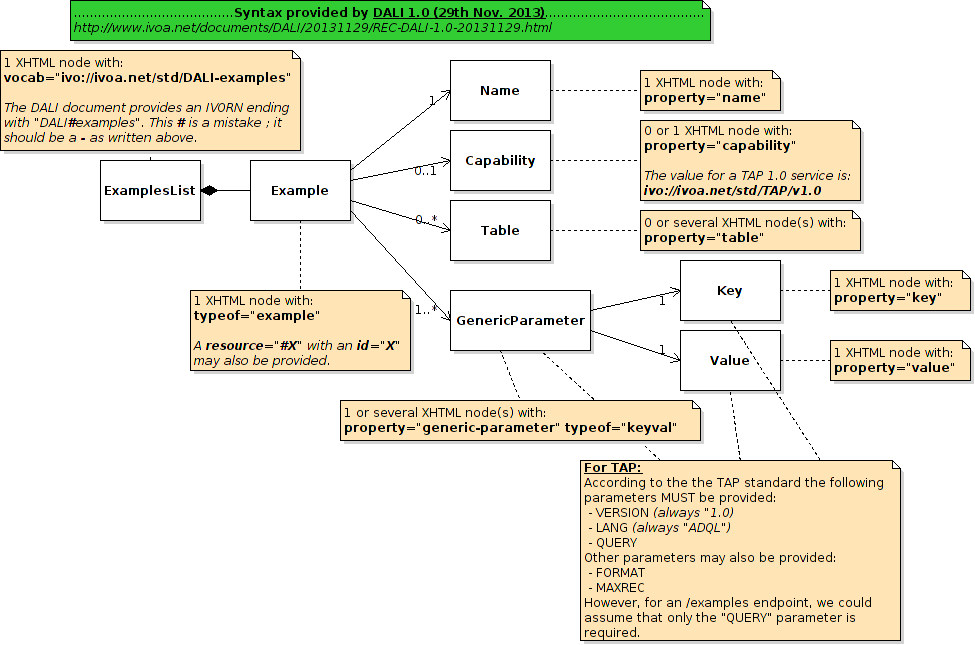 ........................................Syntax provided by DALI 1.0 (29th Nov. 2013)........................................
http://www.ivoa.net/documents/DALI/20131129/REC-DALI-1.0-20131129.html
1 XHTML node with:
vocab="ivo://ivoa.net/std/DALI-examples"
The DALI document provides an IVORN ending
with "DALI#examples". This # is a mistake ; it
should be a - as written above.
ExamplesList
Example
1
0..1
0..*
1..*
Name
Capability
Table
GenericParameter
1 XHTML node with:
property="name"
0 or 1 XHTML node with:
property="capability"
The value for a TAP 1.0 service is:
ivo://ivoa.net/std/TAP/v1.0
0 or several XHTML node(s) with:
property="table"
1 XHTML node with:
typeof="example"
A resource="#X" with an id="X"
may also be provided.
1
1
Key
Value
1 XHTML node with:
property="key"
1 XHTML node with:
property="value"
1 or several XHTML node(s) with:
property="generic-parameter" typeof="keyval"
For TAP:
According to the the TAP standard the following
parameters MUST be provided:
- VERSION (always "1.0)
- LANG (always "ADQL")
- QUERY
Other parameters may also be provided:
- FORMAT
- MAXREC
However, for an /examples endpoint, we could
assume that only the "QUERY" parameter is
required.